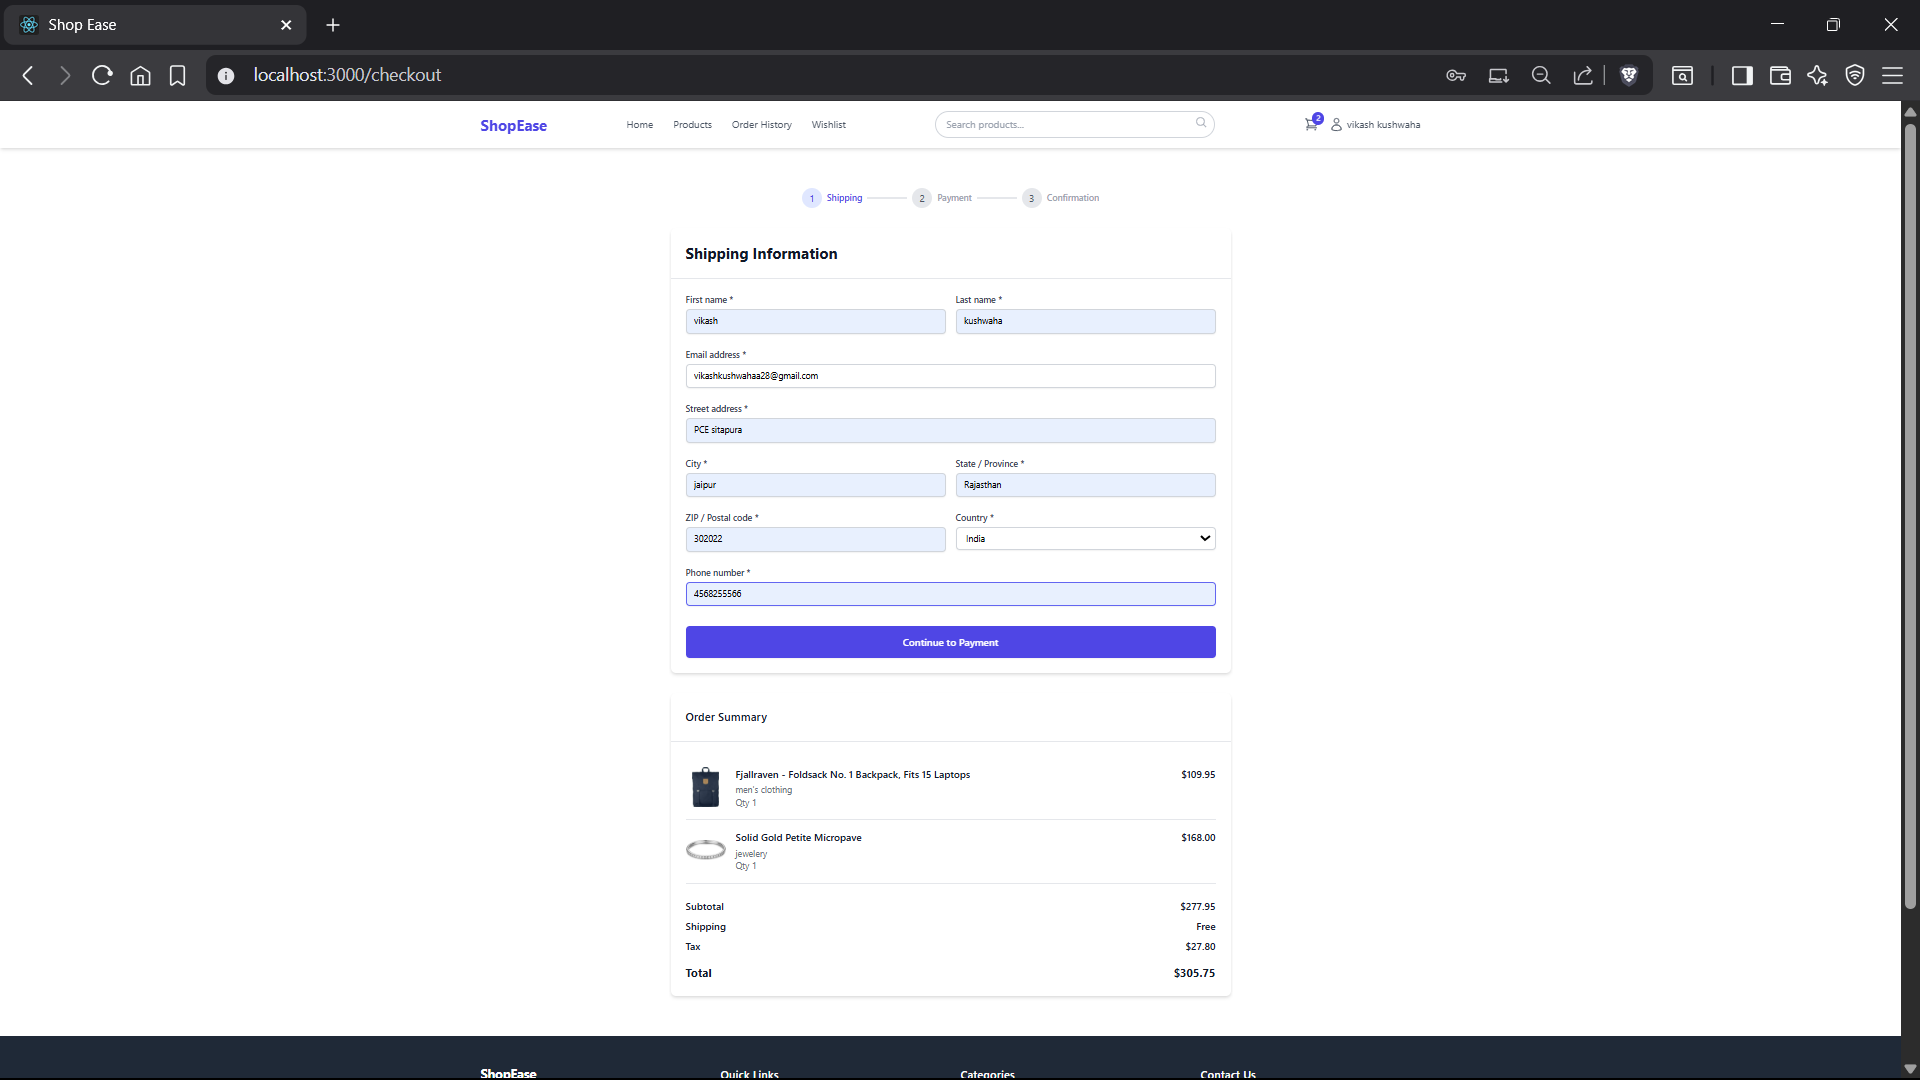 Shop Ease
localhost:3000/checkout
ShopEase
Home
Products
Order History
Wishlist
Search products...
2
vikash kushwaha
1 Shipping
2 Payment
3 Confirmation
Shipping Information
First name *
Last name *
vikash
kushwaha
Email address *
vikashkushwahaa28@gmail.com
Street address *
PCE sitapura
City *
State / Province *
jaipur
Rajasthan
ZIP / Postal code *
Country *
302022
India
Phone number *
4568255566
Continue to Payment
Order Summary
Fjallraven - Foldsack No. 1 Backpack, Fits 15 Laptops
$109.95
men's clothing
Qty 1
Solid Gold Petite Micropave
$168.00
jewelery
Qty 1
Subtotal
$277.95
Shipping
Free
Tax
$27.80
Total
$305.75
ShopEase
Quick Links
Categories
Contact Us